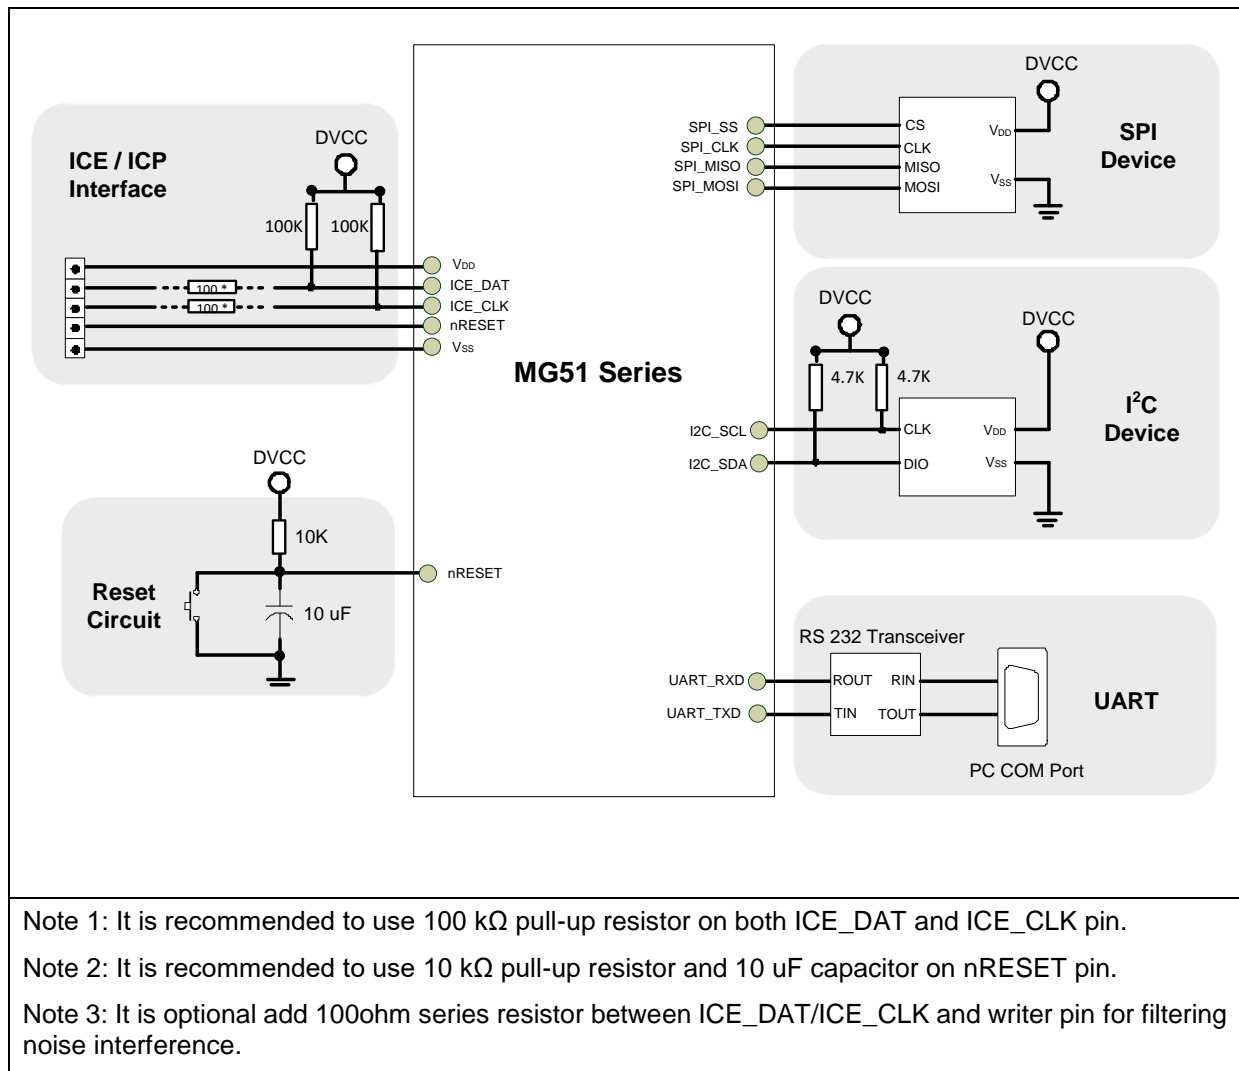 ICE / ICP
Interface
DVCC
100K
100K
100 *
100 *
VDD
ICE_DAT
ICE_CLK
nRESET
Vss
DVCC
10K
10 uF
Reset
Circuit
nRESET
MG51 Series
SPI_SS
SPI_CLK
SPI_MISO
SPI_MOSI
CS
CLK
MISO
MOSI
VDD
Vss
DVCC
SPI
Device
DVCC
4.7K
4.7K
I2C_SCL
I2C_SDA
CLK
DIO
VDD
Vss
DVCC
I²C
Device
RS 232 Transceiver
UART_RXD
UART_TXD
ROUT
RIN
TIN
TOUT
UART
PC COM Port
Note 1: It is recommended to use 100 kΩ pull-up resistor on both ICE_DAT and ICE_CLK pin.
Note 2: It is recommended to use 10 kΩ pull-up resistor and 10 uF capacitor on nRESET pin.
Note 3: It is optional add 100ohm series resistor between ICE_DAT/ICE_CLK and writer pin for filtering
noise interference.